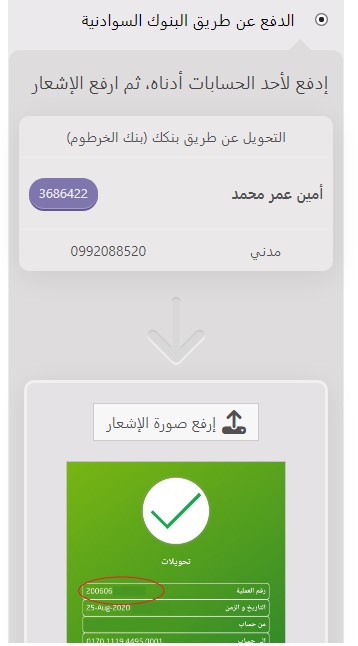 الدفع عن طريق البنوك السوادنية
إدفع لأحد الحسابات أدناه، ثم ارفع الإشعار
التحويل عن طريق بنكك (بنك الخرطوم)
أمين عمر محمد 3686422
مدني 0992088520
إرفع صورة الإشعار
تحويلات
رقم العملية 200606
التاريخ و الزمن 25-Aug-2020
من حساب
الى حساب 0170 1119 4495 0001